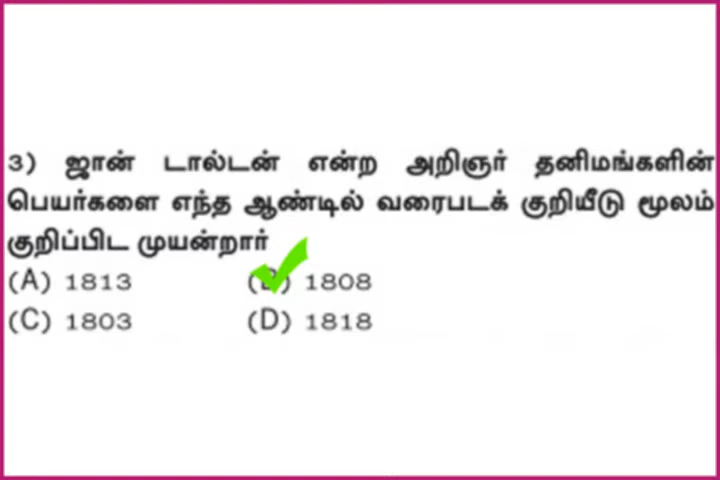 3) ஜான் டால்டன் என்ற அறிஞர் தனிமங்களின்
பெயர்களை எந்த ஆண்டில் வரைபடக் குறியீடு மூலம்
குறிப்பிட முயன்றார்
(A) 1813 (B) 1808
(C) 1803 (D) 1818